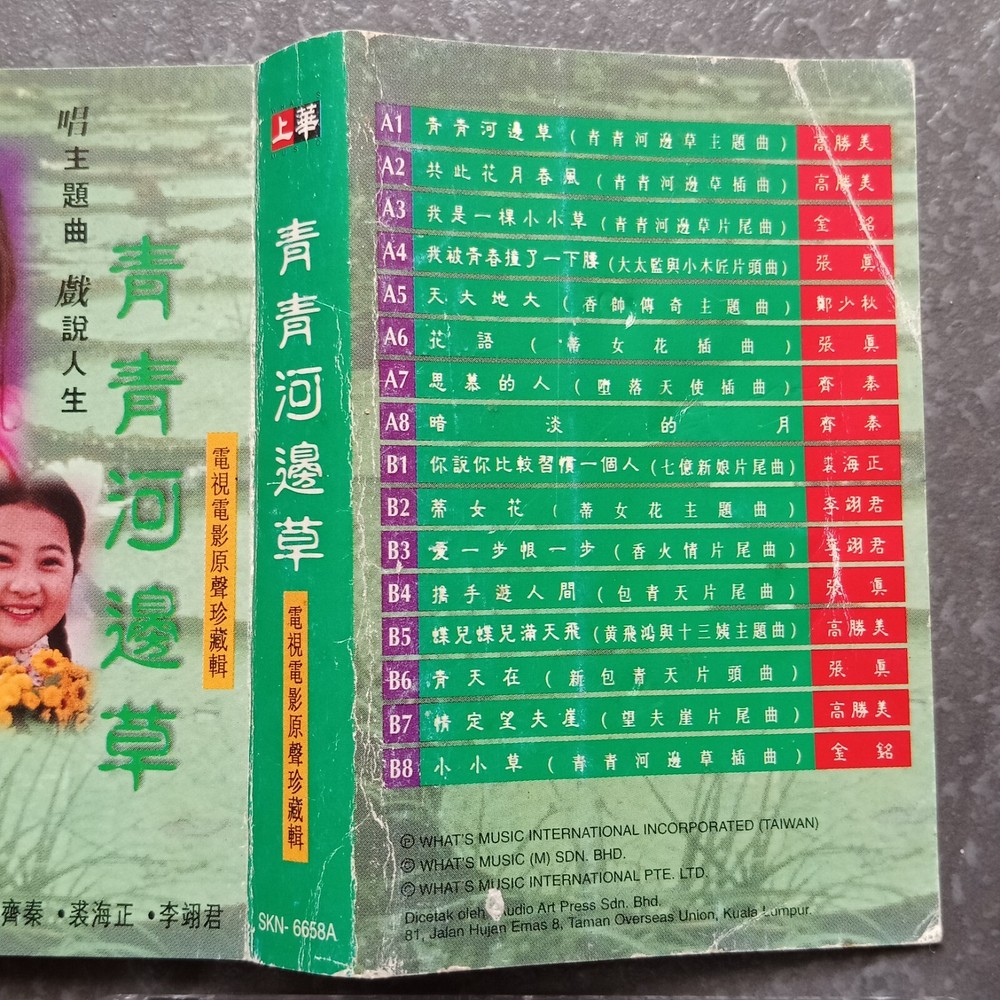 唱主題曲 戲說人生
青青河邊草
電視電影原聲珍藏輯
齊秦・裘海正・李翊君
上華
青青河邊草
電視電影原聲珍藏輯
SKN- 6658A
A1 青青河邊草(青青河邊草主題曲) 高勝美
A2 共此花月春風(青青河邊草插曲) 高勝美
A3 我是一棵小小草(青青河邊草片尾曲) 金銘
A4 我被青春撞了一下腰(大太監與小木匠片頭曲) 張真
A5 天大地大(香帥傳奇主題曲) 鄭少秋
A6 花語(蒂女花插曲) 張真
A7 思慕的人(墮落天使插曲) 齊秦
A8 暗淡的月 齊秦
B1 你說你比較習慣一個人(七億新娘片尾曲) 裘海正
B2 蒂女花(蒂女花主題曲) 李翊君
B3 愛一步恨一步(香火情片尾曲) 李翊君
B4 攜手遊人間(包青天片尾曲) 張真
B5 蝶兒蝶兒滿天飛(黄飛鴻與十三姨主題曲) 高勝美
B6 青天在(新包青天片頭曲) 張真
B7 情定望夫崖(望夫崖片尾曲) 高勝美
B8 小小草(青青河邊草插曲) 金銘
Ⓟ WHAT'S MUSIC INTERNATIONAL INCORPORATED (TAIWAN)
© WHAT'S MUSIC (M) SDN. BHD.
© WHAT'S MUSIC INTERNATIONAL PTE. LTD.
Dicetak oleh Audio Art Press Sdn. Bhd.
81, Jalan Hujan Emas 8, Taman Overseas Union, Kuala Lumpur.